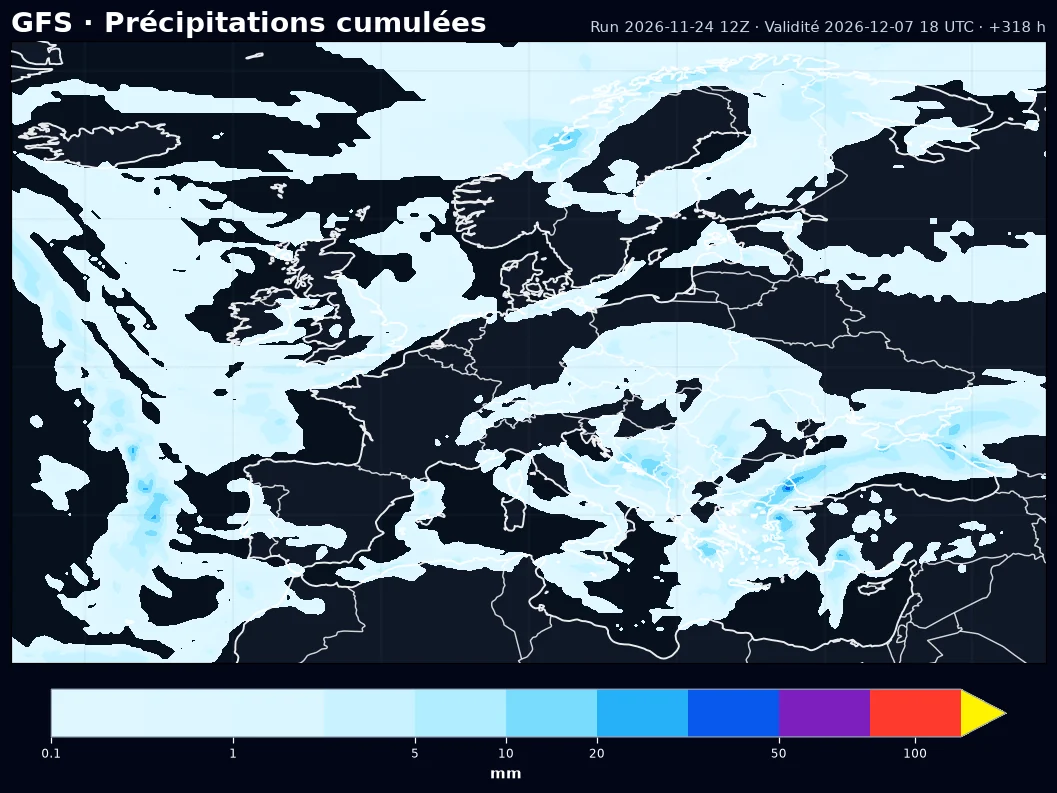 GFS · Précipitations cumulées
Run 2026-11-24 12Z · Validité 2026-12-07 18 UTC · +318 h
0.1 1 5 10 20 50 100
mm